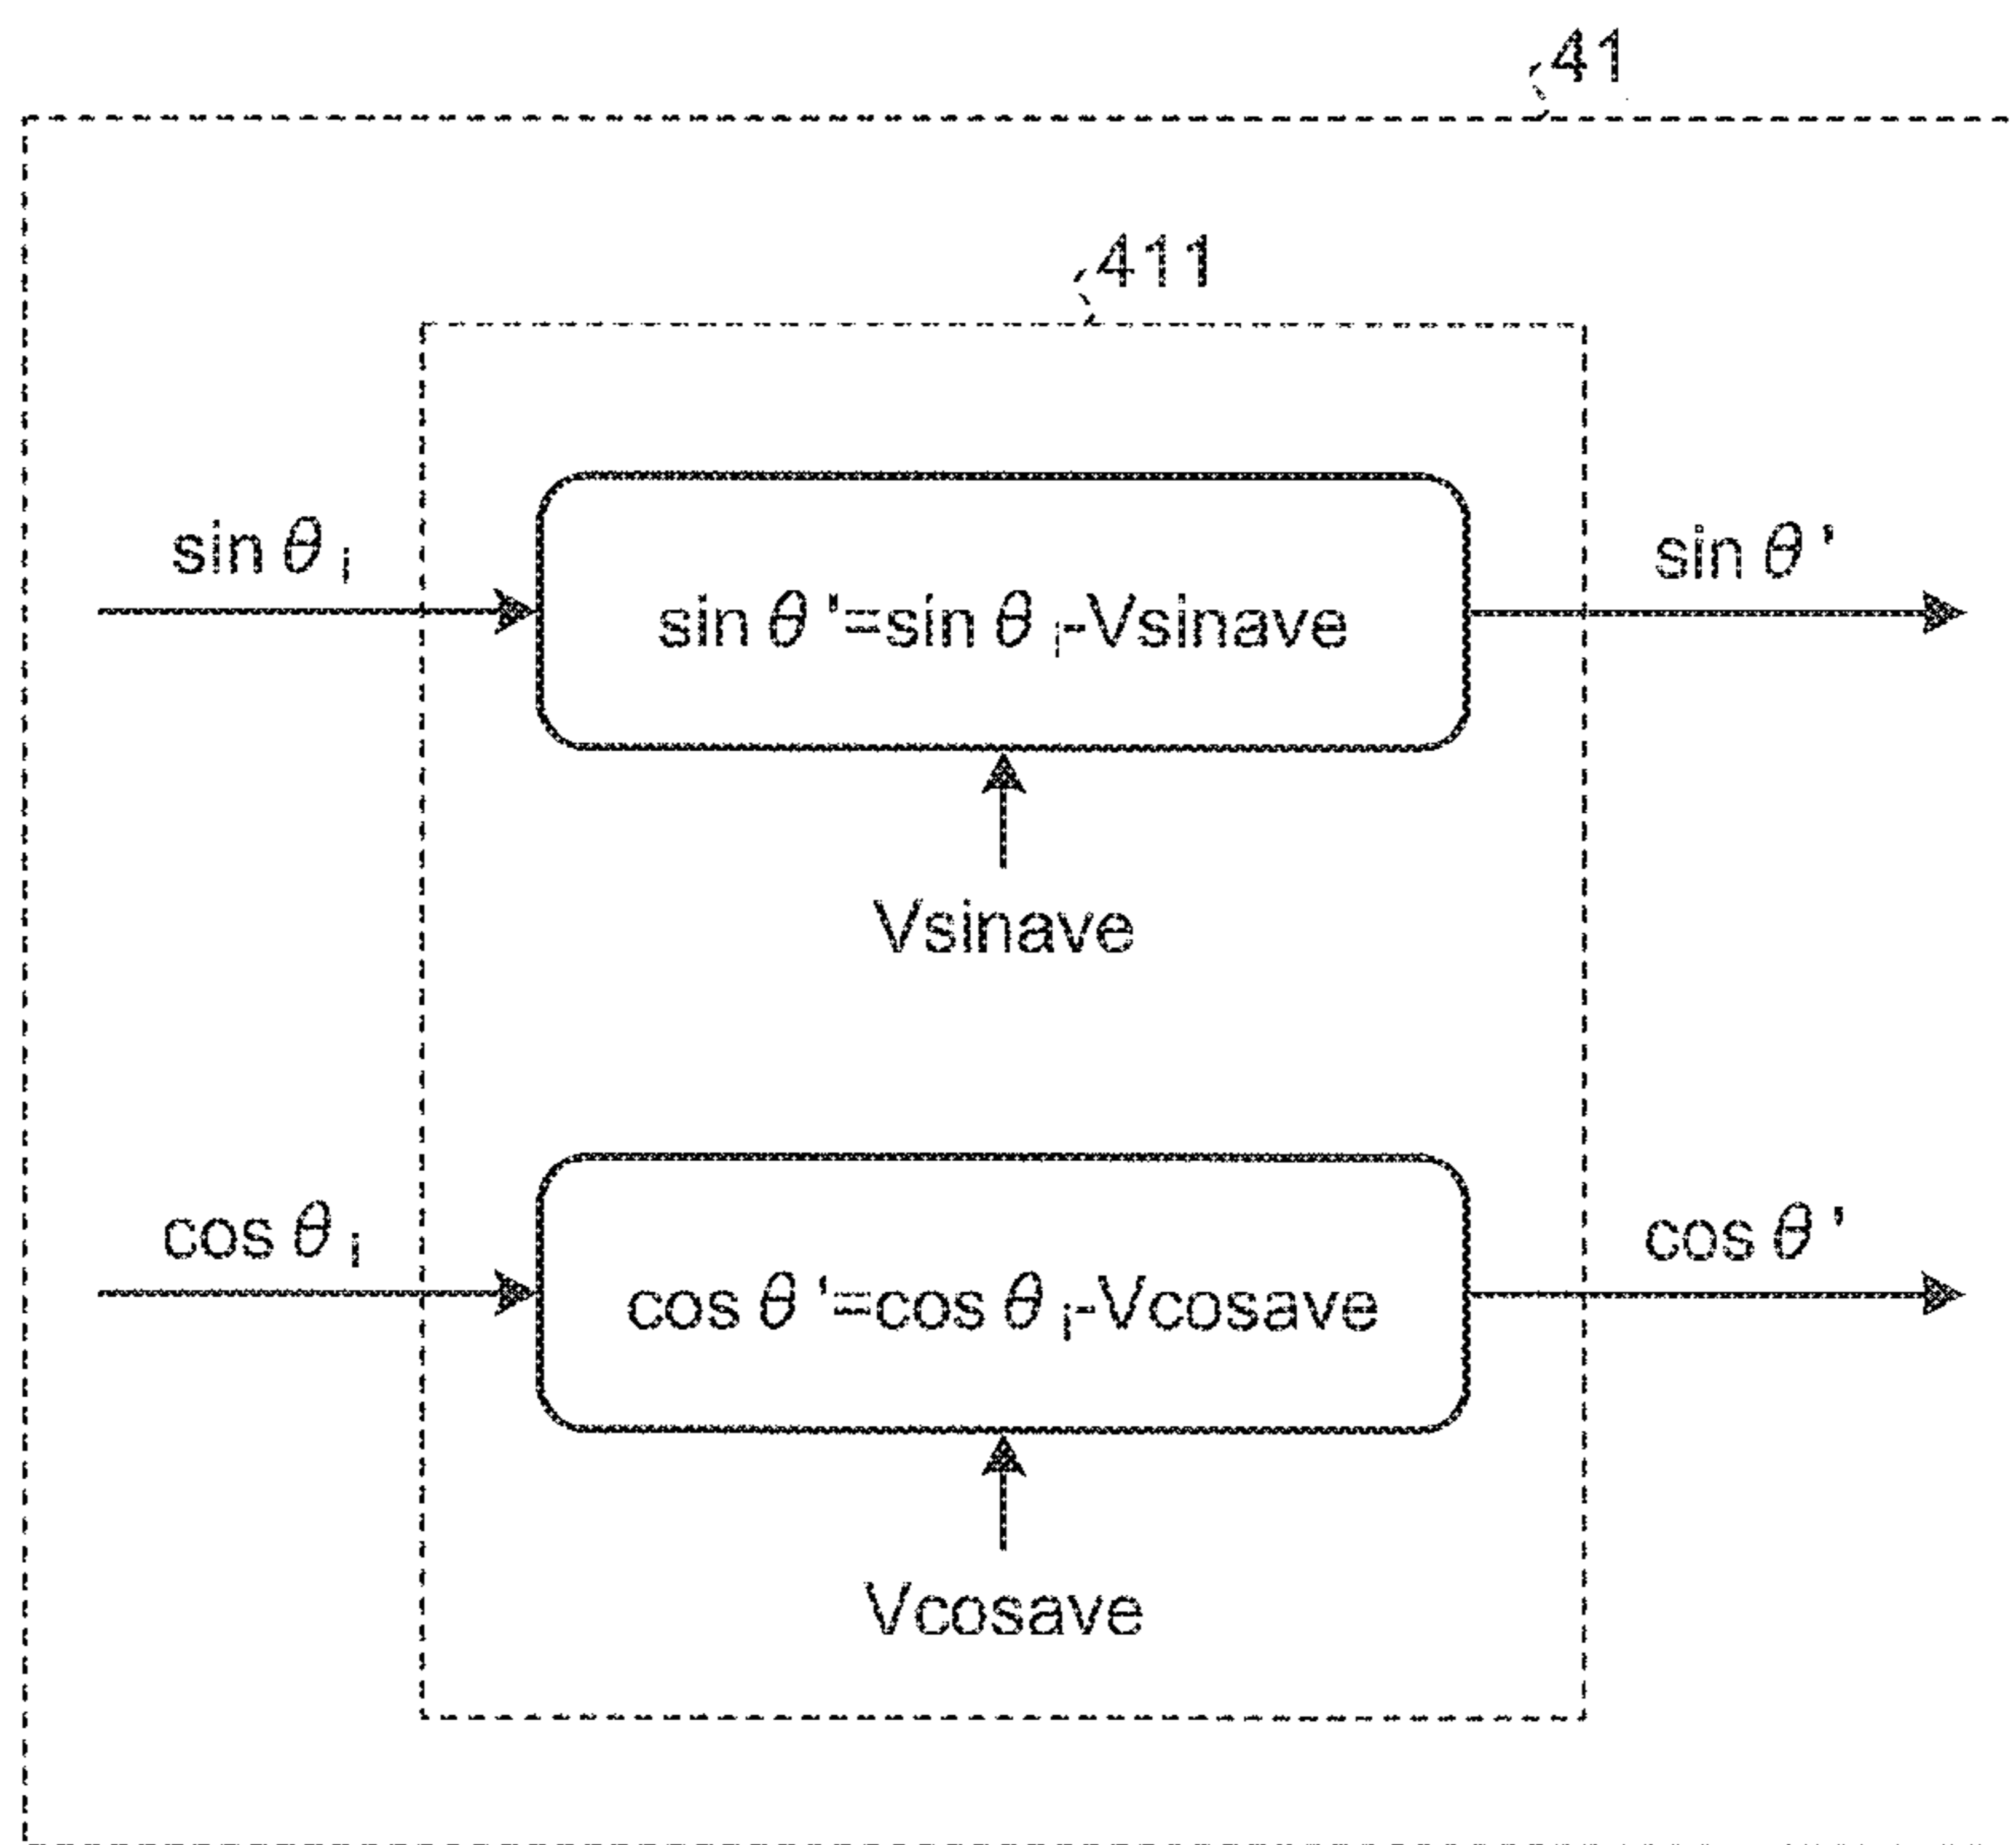 41
411
sin θ i
sin θ '=sin θ i-Vsinave
sin θ '
Vsinave
cos θ i
cos θ '=cos θ i-Vcosave
cos θ '
Vcosave